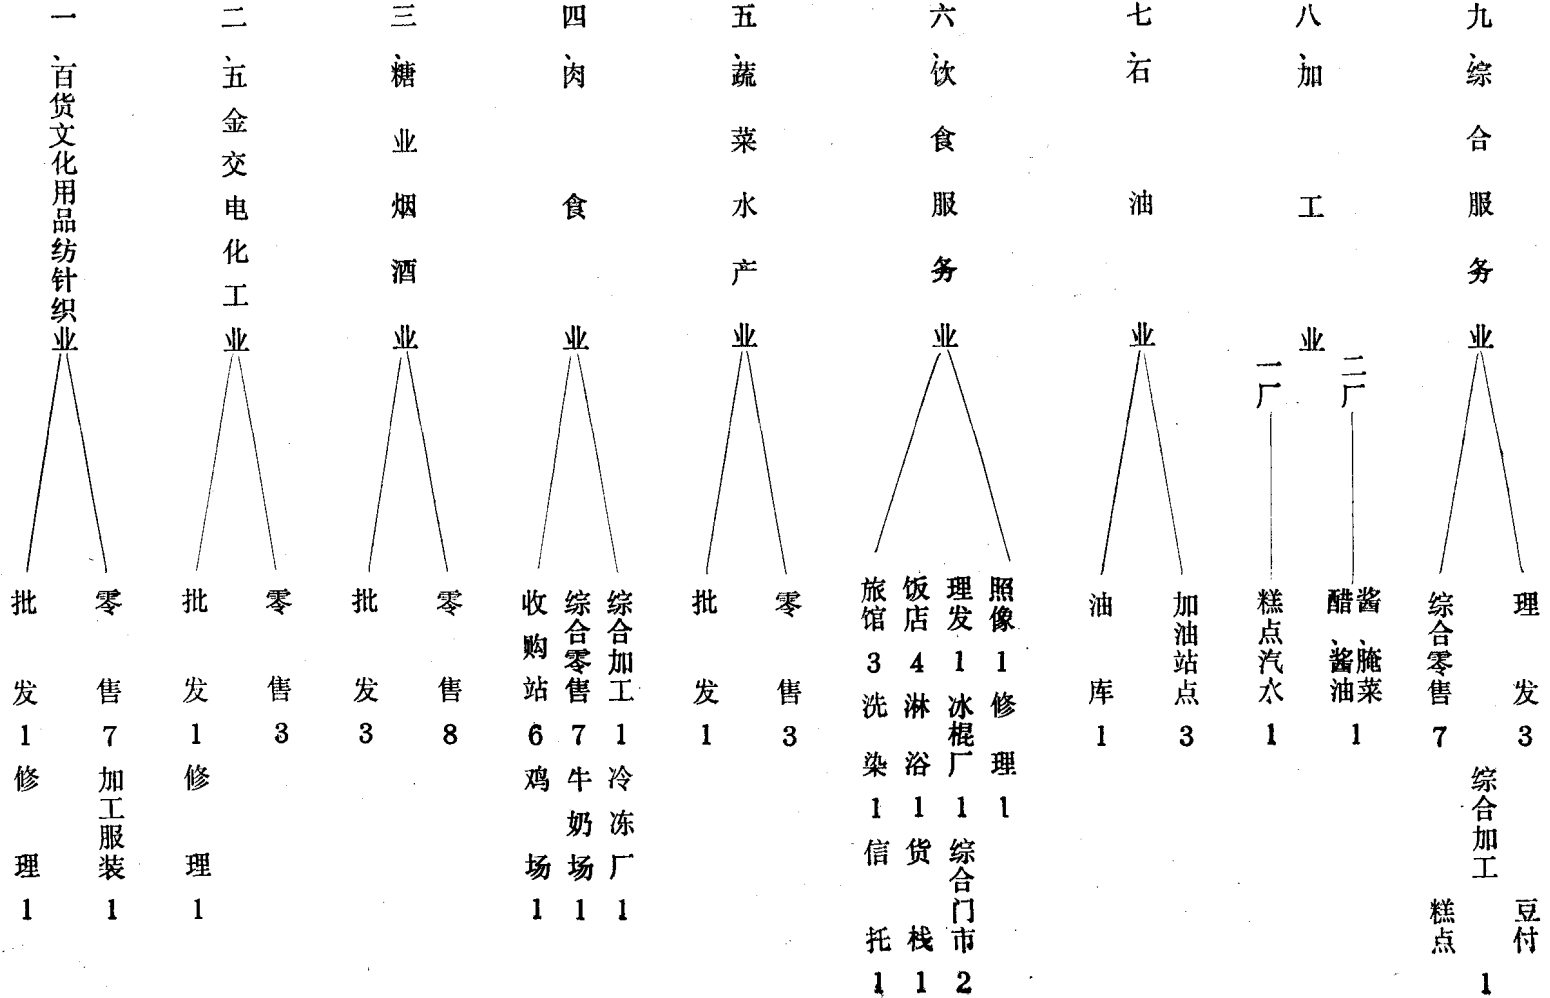 一、百货文化用品纺针织业
批发1修理1
零售7加工服装1
二、五金交电化工业
批发1修理1
零售3
三、糖业烟酒业
批发3
零售8
四、肉食业
收购站6鸡场1
综合零售7牛奶场1
综合加工1冷冻厂1
五、蔬菜水产业
批发1
零售3
六、饮食服务业
旅馆3洗染1信托1
饭店4淋浴1货栈1
理发1冰棍厂1综合门市2
照像1修理1
七、石油业
油库1
加油站点3
八、加工业
一厂
糕点汽水1
二厂
酱、腌菜
醋、酱油
1
九、综合服务业
综合零售7
理发3
综合加工
糕点
豆付
1